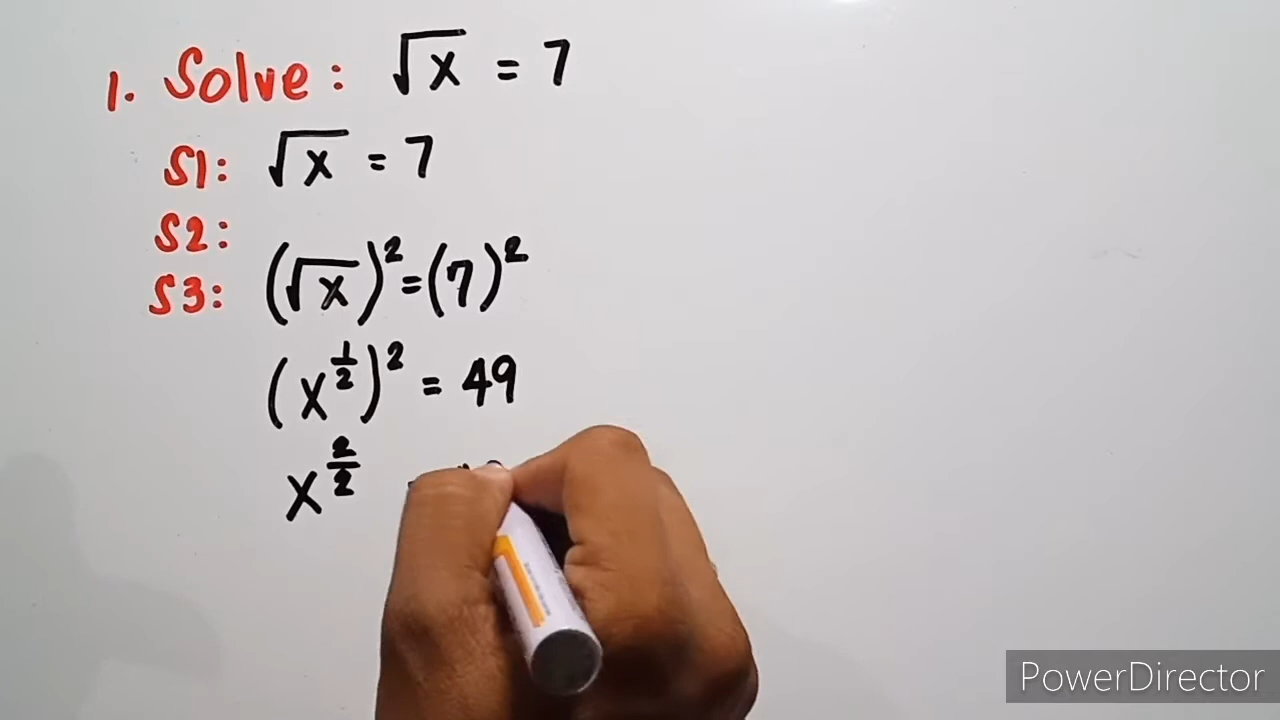 1. Solve: √x = 7
S1: √x = 7
S2:
S3: (√x)² = (7)²
(x^(1/2))² = 49
x^(2/2)
PowerDirector